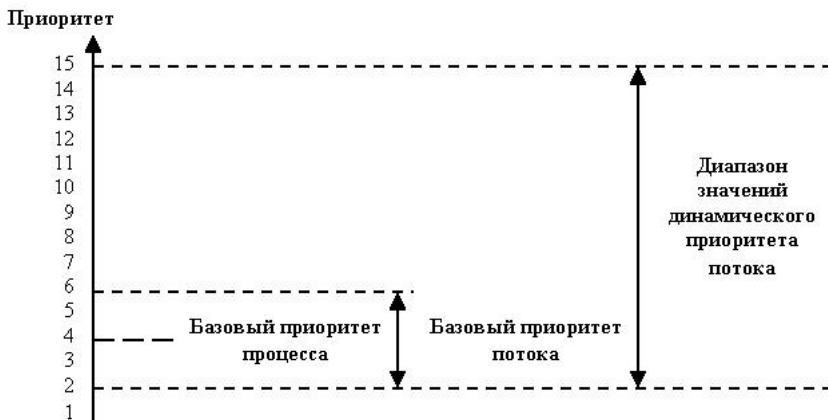 Приоритет
15
14
13
12
11
10
9
8
7
6
5
4
3
2
1
Базовый приоритет
процесса
Базовый приоритет
потока
Диапазон
значений
динамического
приоритета
потока